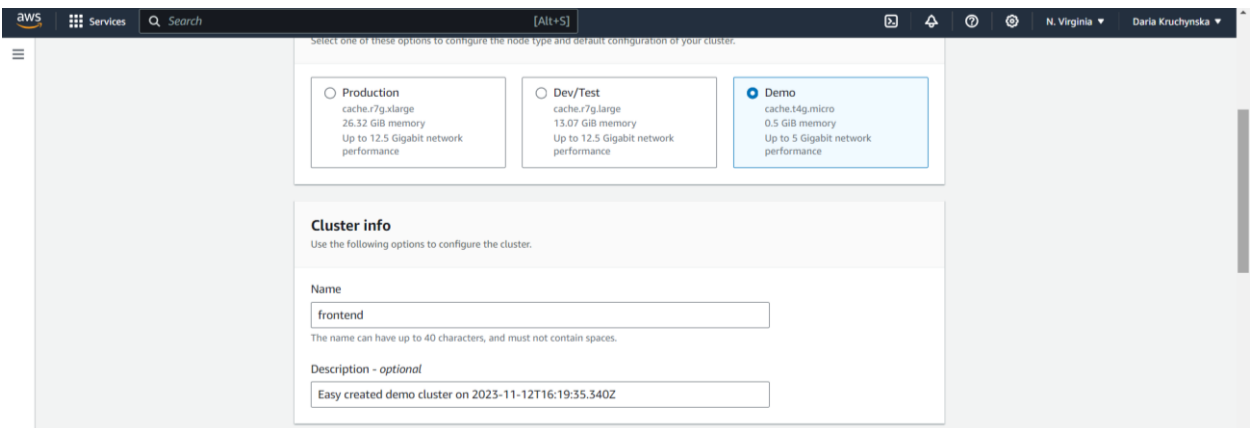 aws Services Search [Alt+S] N. Virginia Daria Kruchynska
Select one of these options to configure the node type and default configuration of your cluster.
Production
cache.r7g.xlarge
26.32 GiB memory
Up to 12.5 Gigabit network
performance
Dev/Test
cache.r7g.large
13.07 GiB memory
Up to 12.5 Gigabit network
performance
Demo
cache.t4g.micro
0.5 GiB memory
Up to 5 Gigabit network
performance
Cluster info
Use the following options to configure the cluster.
Name
frontend
The name can have up to 40 characters, and must not contain spaces.
Description - optional
Easy created demo cluster on 2023-11-12T16:19:35.340Z